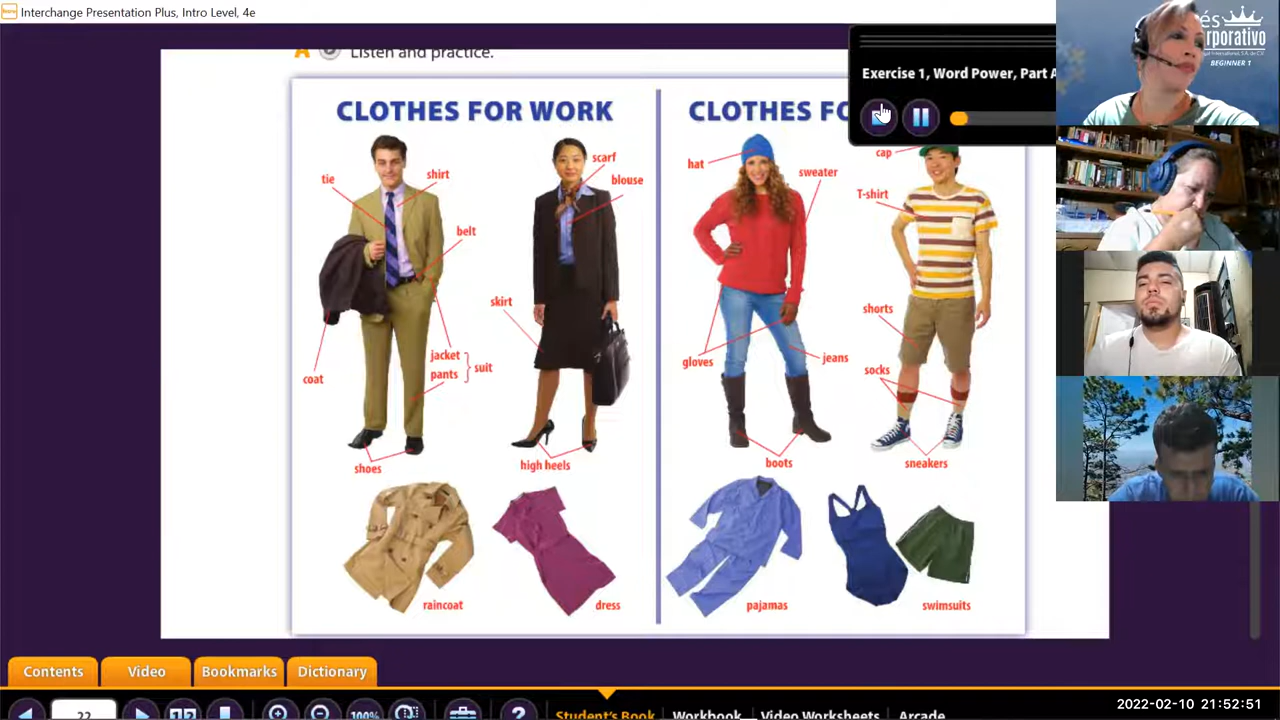 Interchange Presentation Plus, Intro Level, 4e
Listen and practice.
Exercise 1, Word Power, Part A
CLOTHES FOR WORK
CLOTHES
tie
shirt
scarf
blouse
belt
skirt
jacket
pants
suit
coat
shoes
high heels
raincoat
dress
hat
sweater
cap
T-shirt
shorts
gloves
jeans
socks
boots
sneakers
pajamas
swimsuits
BEGINNER 1
Contents
Video
Bookmarks
Dictionary
22
100%
?
Student's Book
Workbook
Video Worksheets
Arcade
2022-02-10 21:52:51